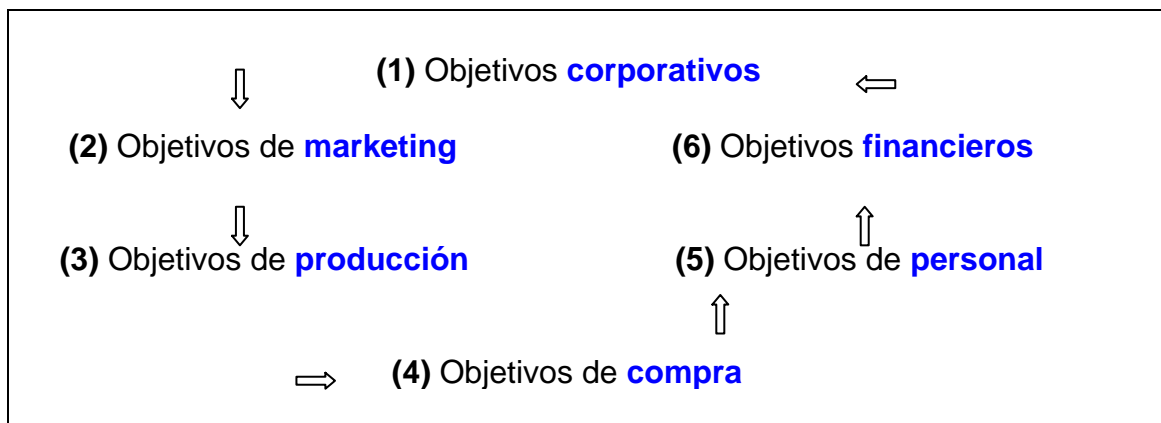 (1) Objetivos corporativos
(2) Objetivos de marketing
(6) Objetivos financieros
(3) Objetivos de producción
(5) Objetivos de personal
(4) Objetivos de compra